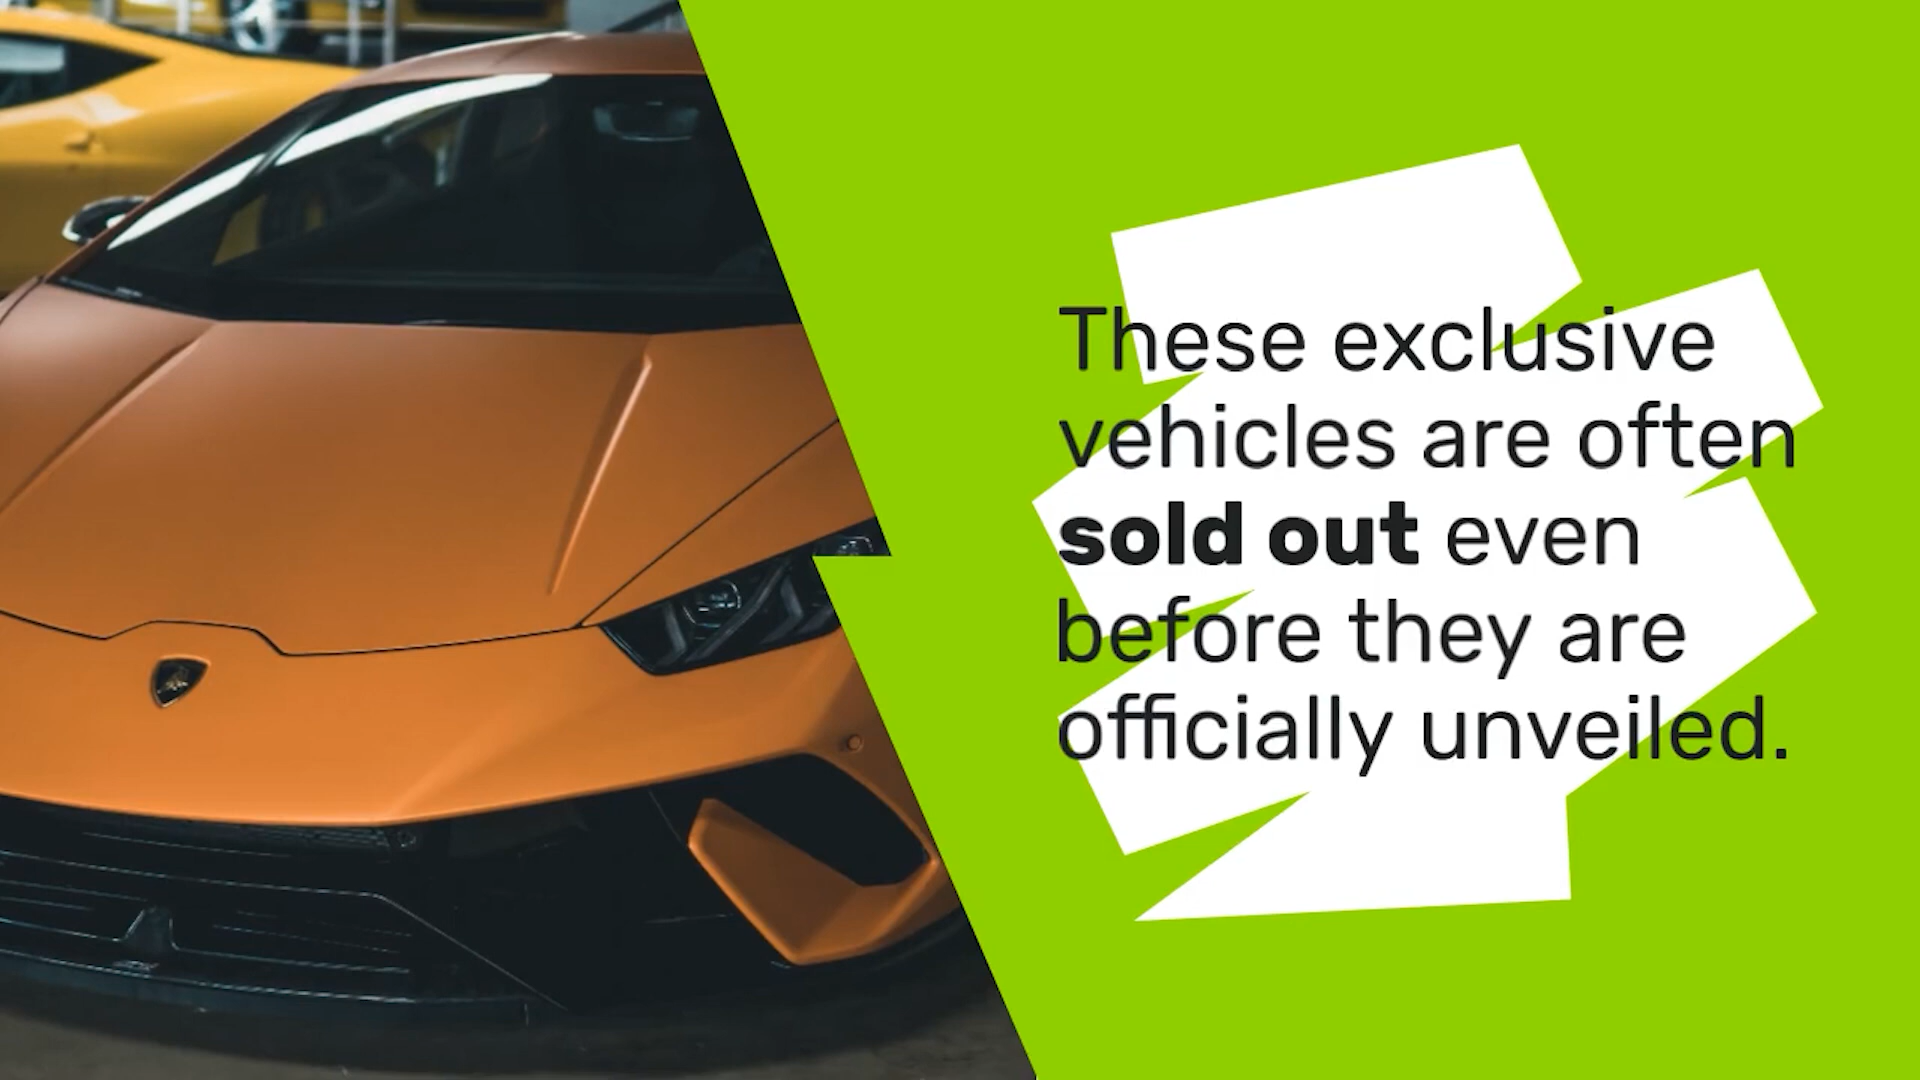 These exclusive
vehicles are often
sold out even
before they are
officially unveiled.